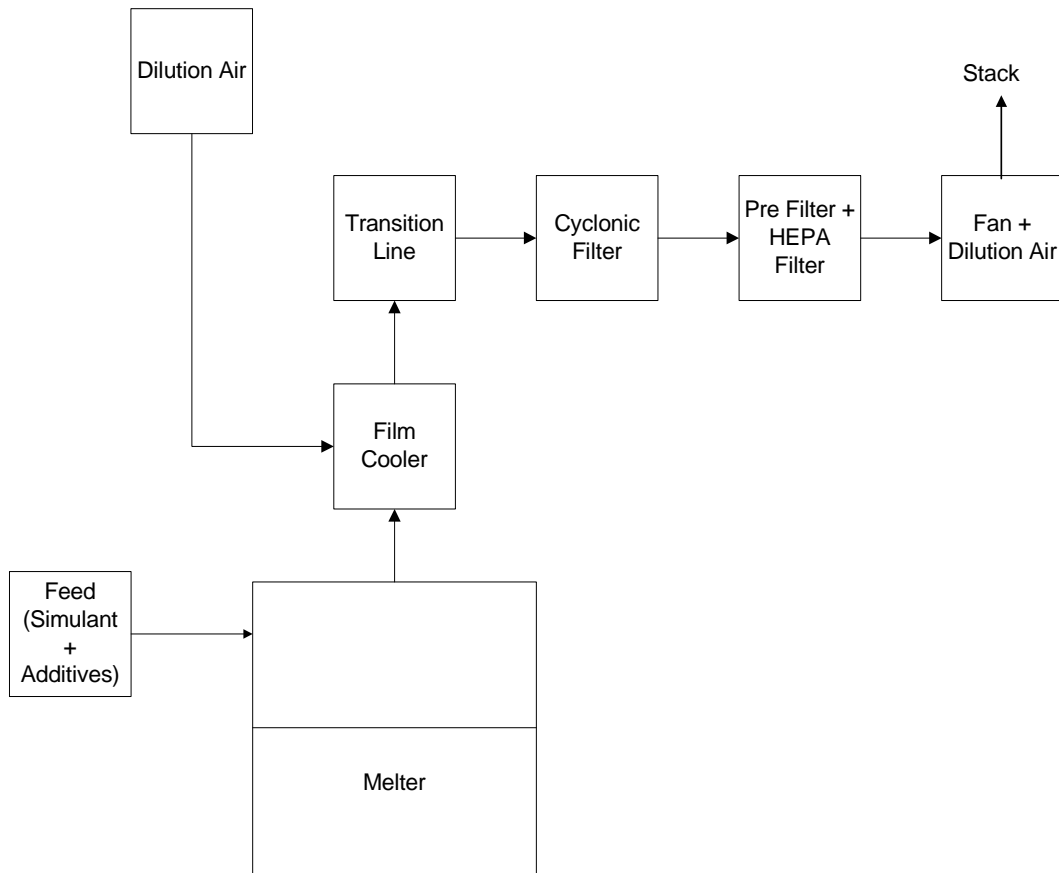 Dilution Air
Stack
Transition
Line
Cyclonic
Filter
Pre Filter +
HEPA
Filter
Fan +
Dilution Air
Film
Cooler
Feed
(Simulant
+
Additives)
Melter